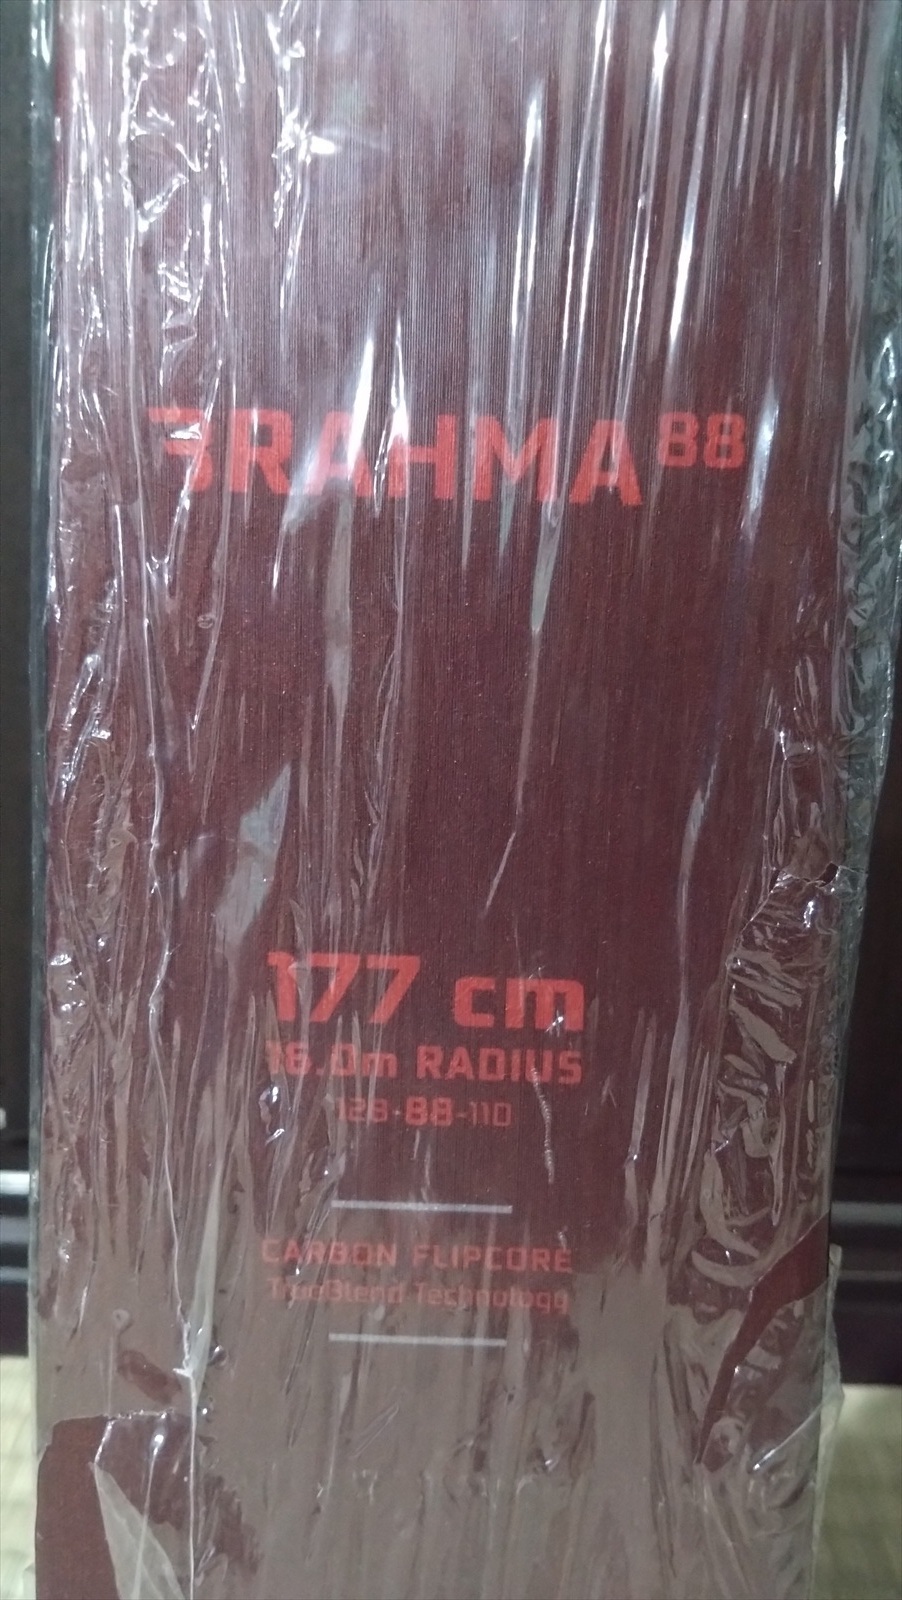 BRAHMA 88
177 cm
16.0m RADIUS
128-88-110
CARBON FLIPCORE
TrueBlend Technology